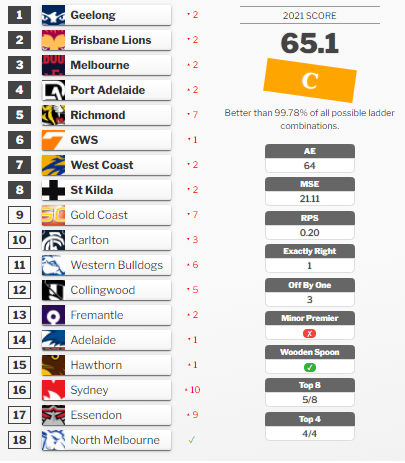 1 Geelong 2
2 Brisbane Lions 2
3 Melbourne 2
4 Port Adelaide 2
5 Richmond 7
6 GWS 1
7 West Coast 2
8 St Kilda 2
9 Gold Coast 7
10 Carlton 3
11 Western Bulldogs 6
12 Collingwood 5
13 Fremantle 2
14 Adelaide 1
15 Hawthorn 1
16 Sydney 10
17 Essendon 9
18 North Melbourne ✓
2021 SCORE
65.1
C
Better than 99.78% of all possible ladder
combinations.
AE
64
MSE
21.11
RPS
0.20
Exactly Right
1
Off By One
3
Minor Premier
X
Wooden Spoon
✓
Top 8
5/8
Top 4
4/4